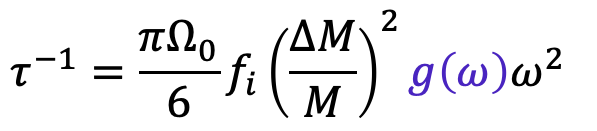 τ⁻¹ = πΩ₀/6 fᵢ (ΔM/M)² g(ω)ω²